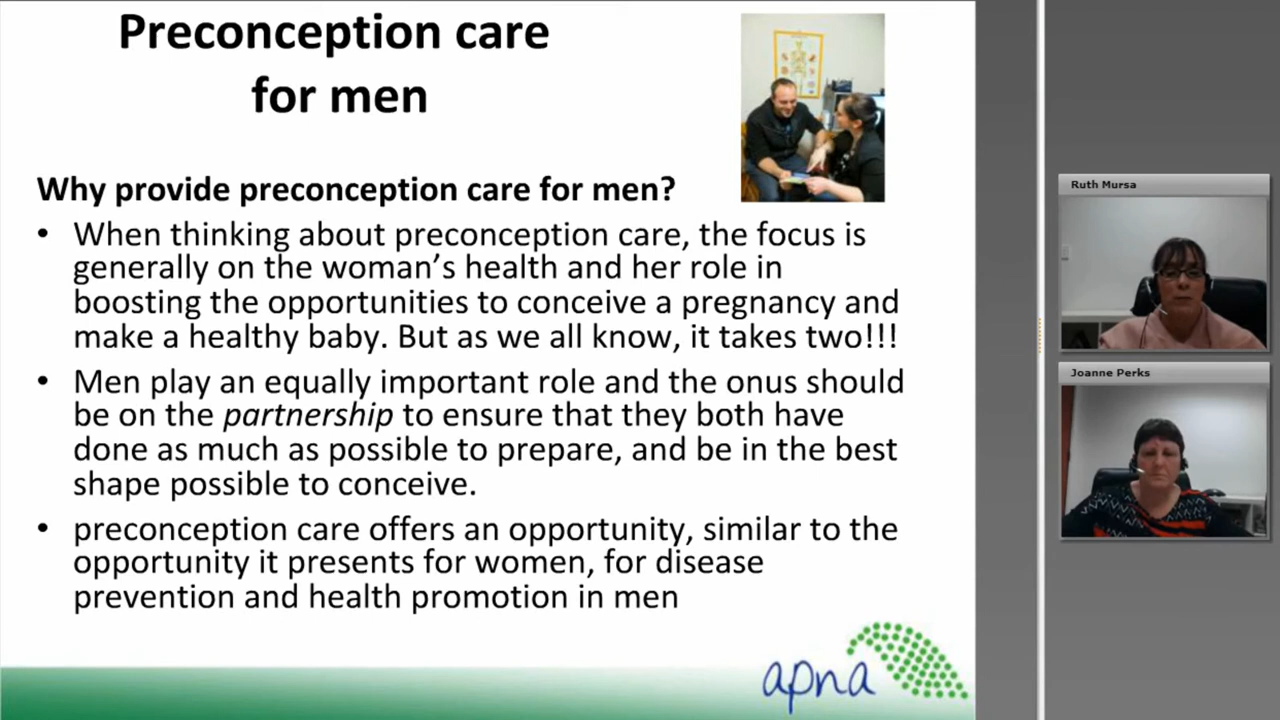 Preconception care
for men
Why provide preconception care for men?
• When thinking about preconception care, the focus is
generally on the woman's health and her role in
boosting the opportunities to conceive a pregnancy and
make a healthy baby. But as we all know, it takes two!!!
• Men play an equally important role and the onus should
be on the partnership to ensure that they both have
done as much as possible to prepare, and be in the best
shape possible to conceive.
• preconception care offers an opportunity, similar to the
opportunity it presents for women, for disease
prevention and health promotion in men
apna
Ruth Mursa
Joanne Perks